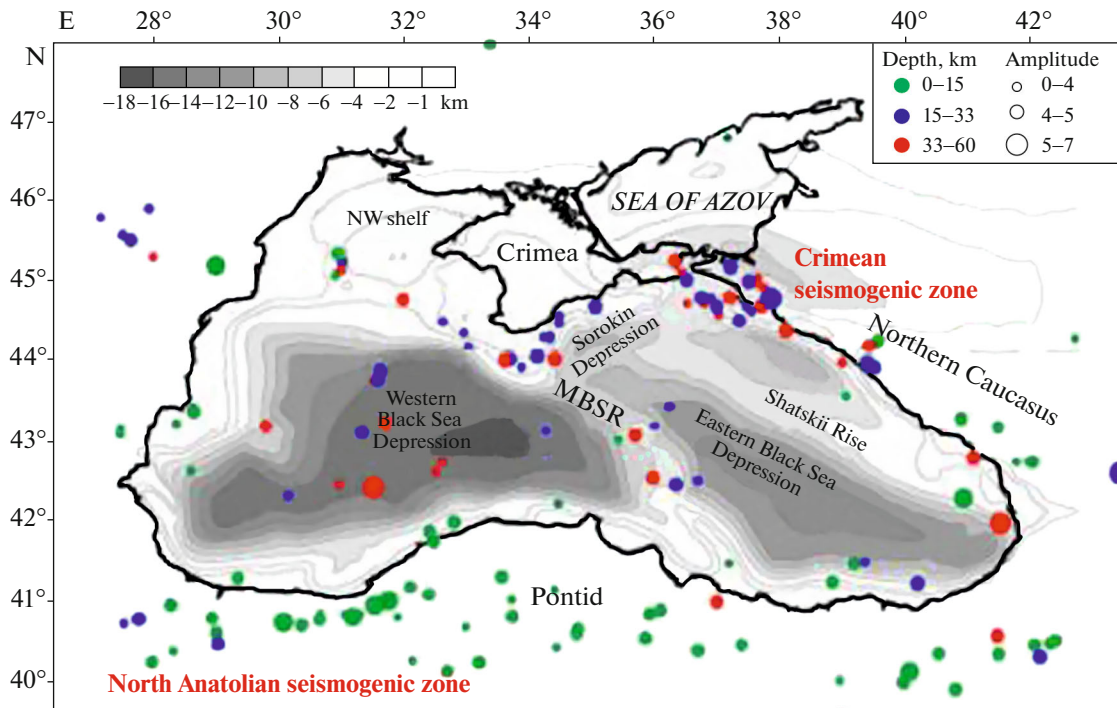 E 28° 30° 32° 34° 36° 38° 40° 42°
N
−18−16−14−12−10 −8 −6 −4 −2 −1 km
Depth, km Amplitude
0–15 0–4
15–33 4–5
33–60 5–7
47°
46°
45°
44°
43°
42°
41°
40°
NW shelf
SEA OF AZOV
Crimea
Crimean
seismogenic zone
Northern Caucasus
Sorokin
Depression
MBSR
Shatskii Rise
Western
Black Sea
Depression
Eastern Black Sea
Depression
Pontid
North Anatolian seismogenic zone